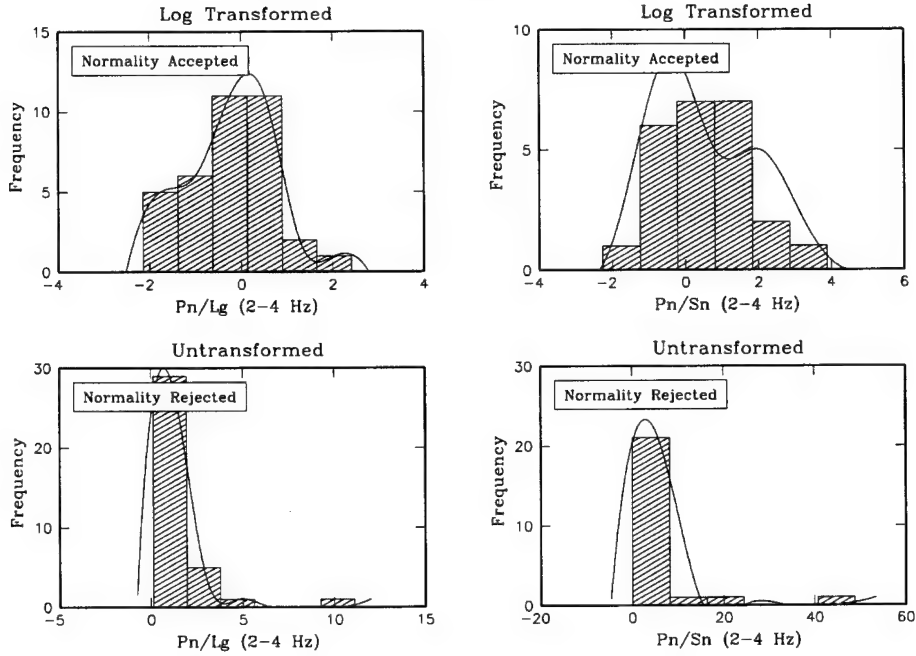 Log Transformed
15
10
5
0
Frequency
Normality Accepted
-4
-2
0
2
4
Pn/Lg (2-4 Hz)
Log Transformed
10
5
0
Frequency
Normality Accepted
-4
-2
0
2
4
6
Pn/Sn (2-4 Hz)
Untransformed
30
20
10
0
Frequency
Normality Rejected
-5
0
5
10
15
Pn/Lg (2-4 Hz)
Untransformed
30
20
10
0
Frequency
Normality Rejected
-20
0
20
40
60
Pn/Sn (2-4 Hz)